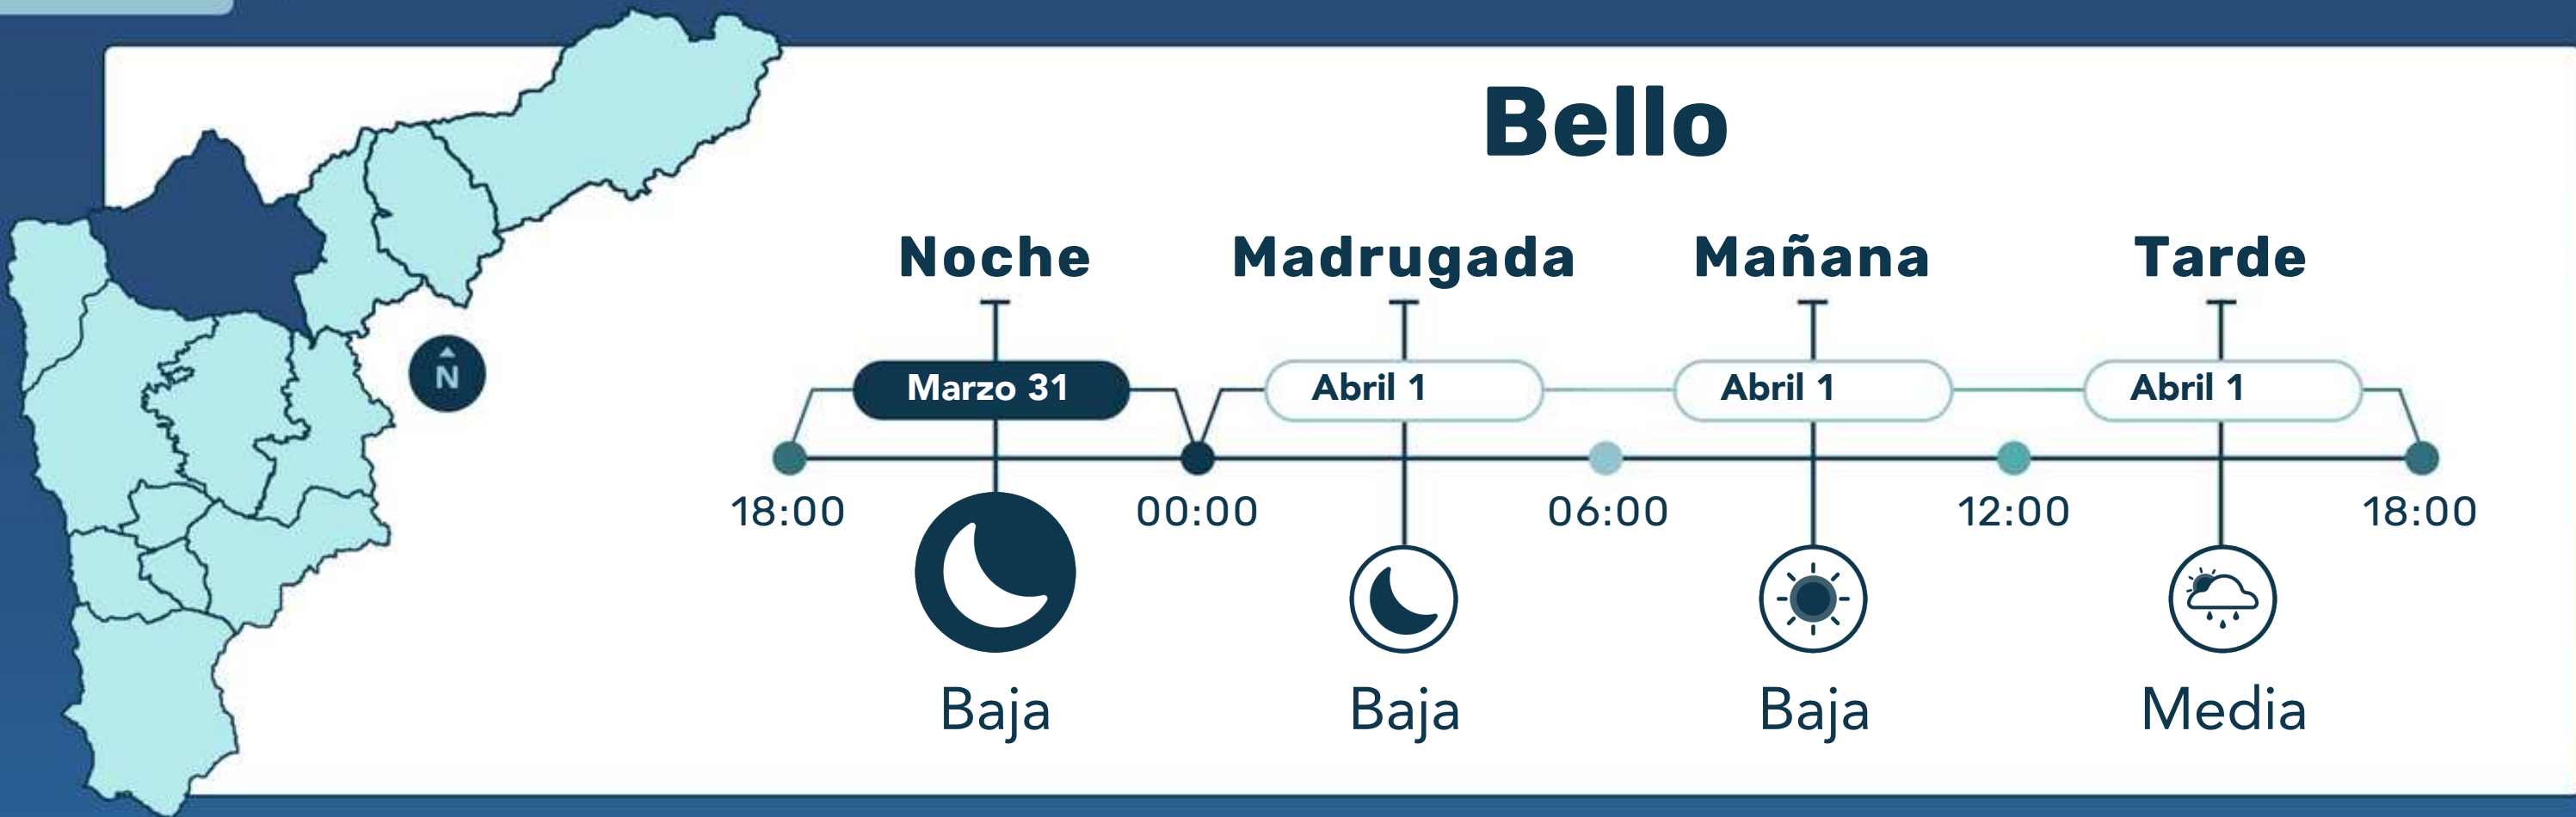 Bello
Noche Madrugada Mañana Tarde
Marzo 31 Abril 1 Abril 1 Abril 1
N
18:00 00:00 06:00 12:00 18:00
Baja Baja Baja Media